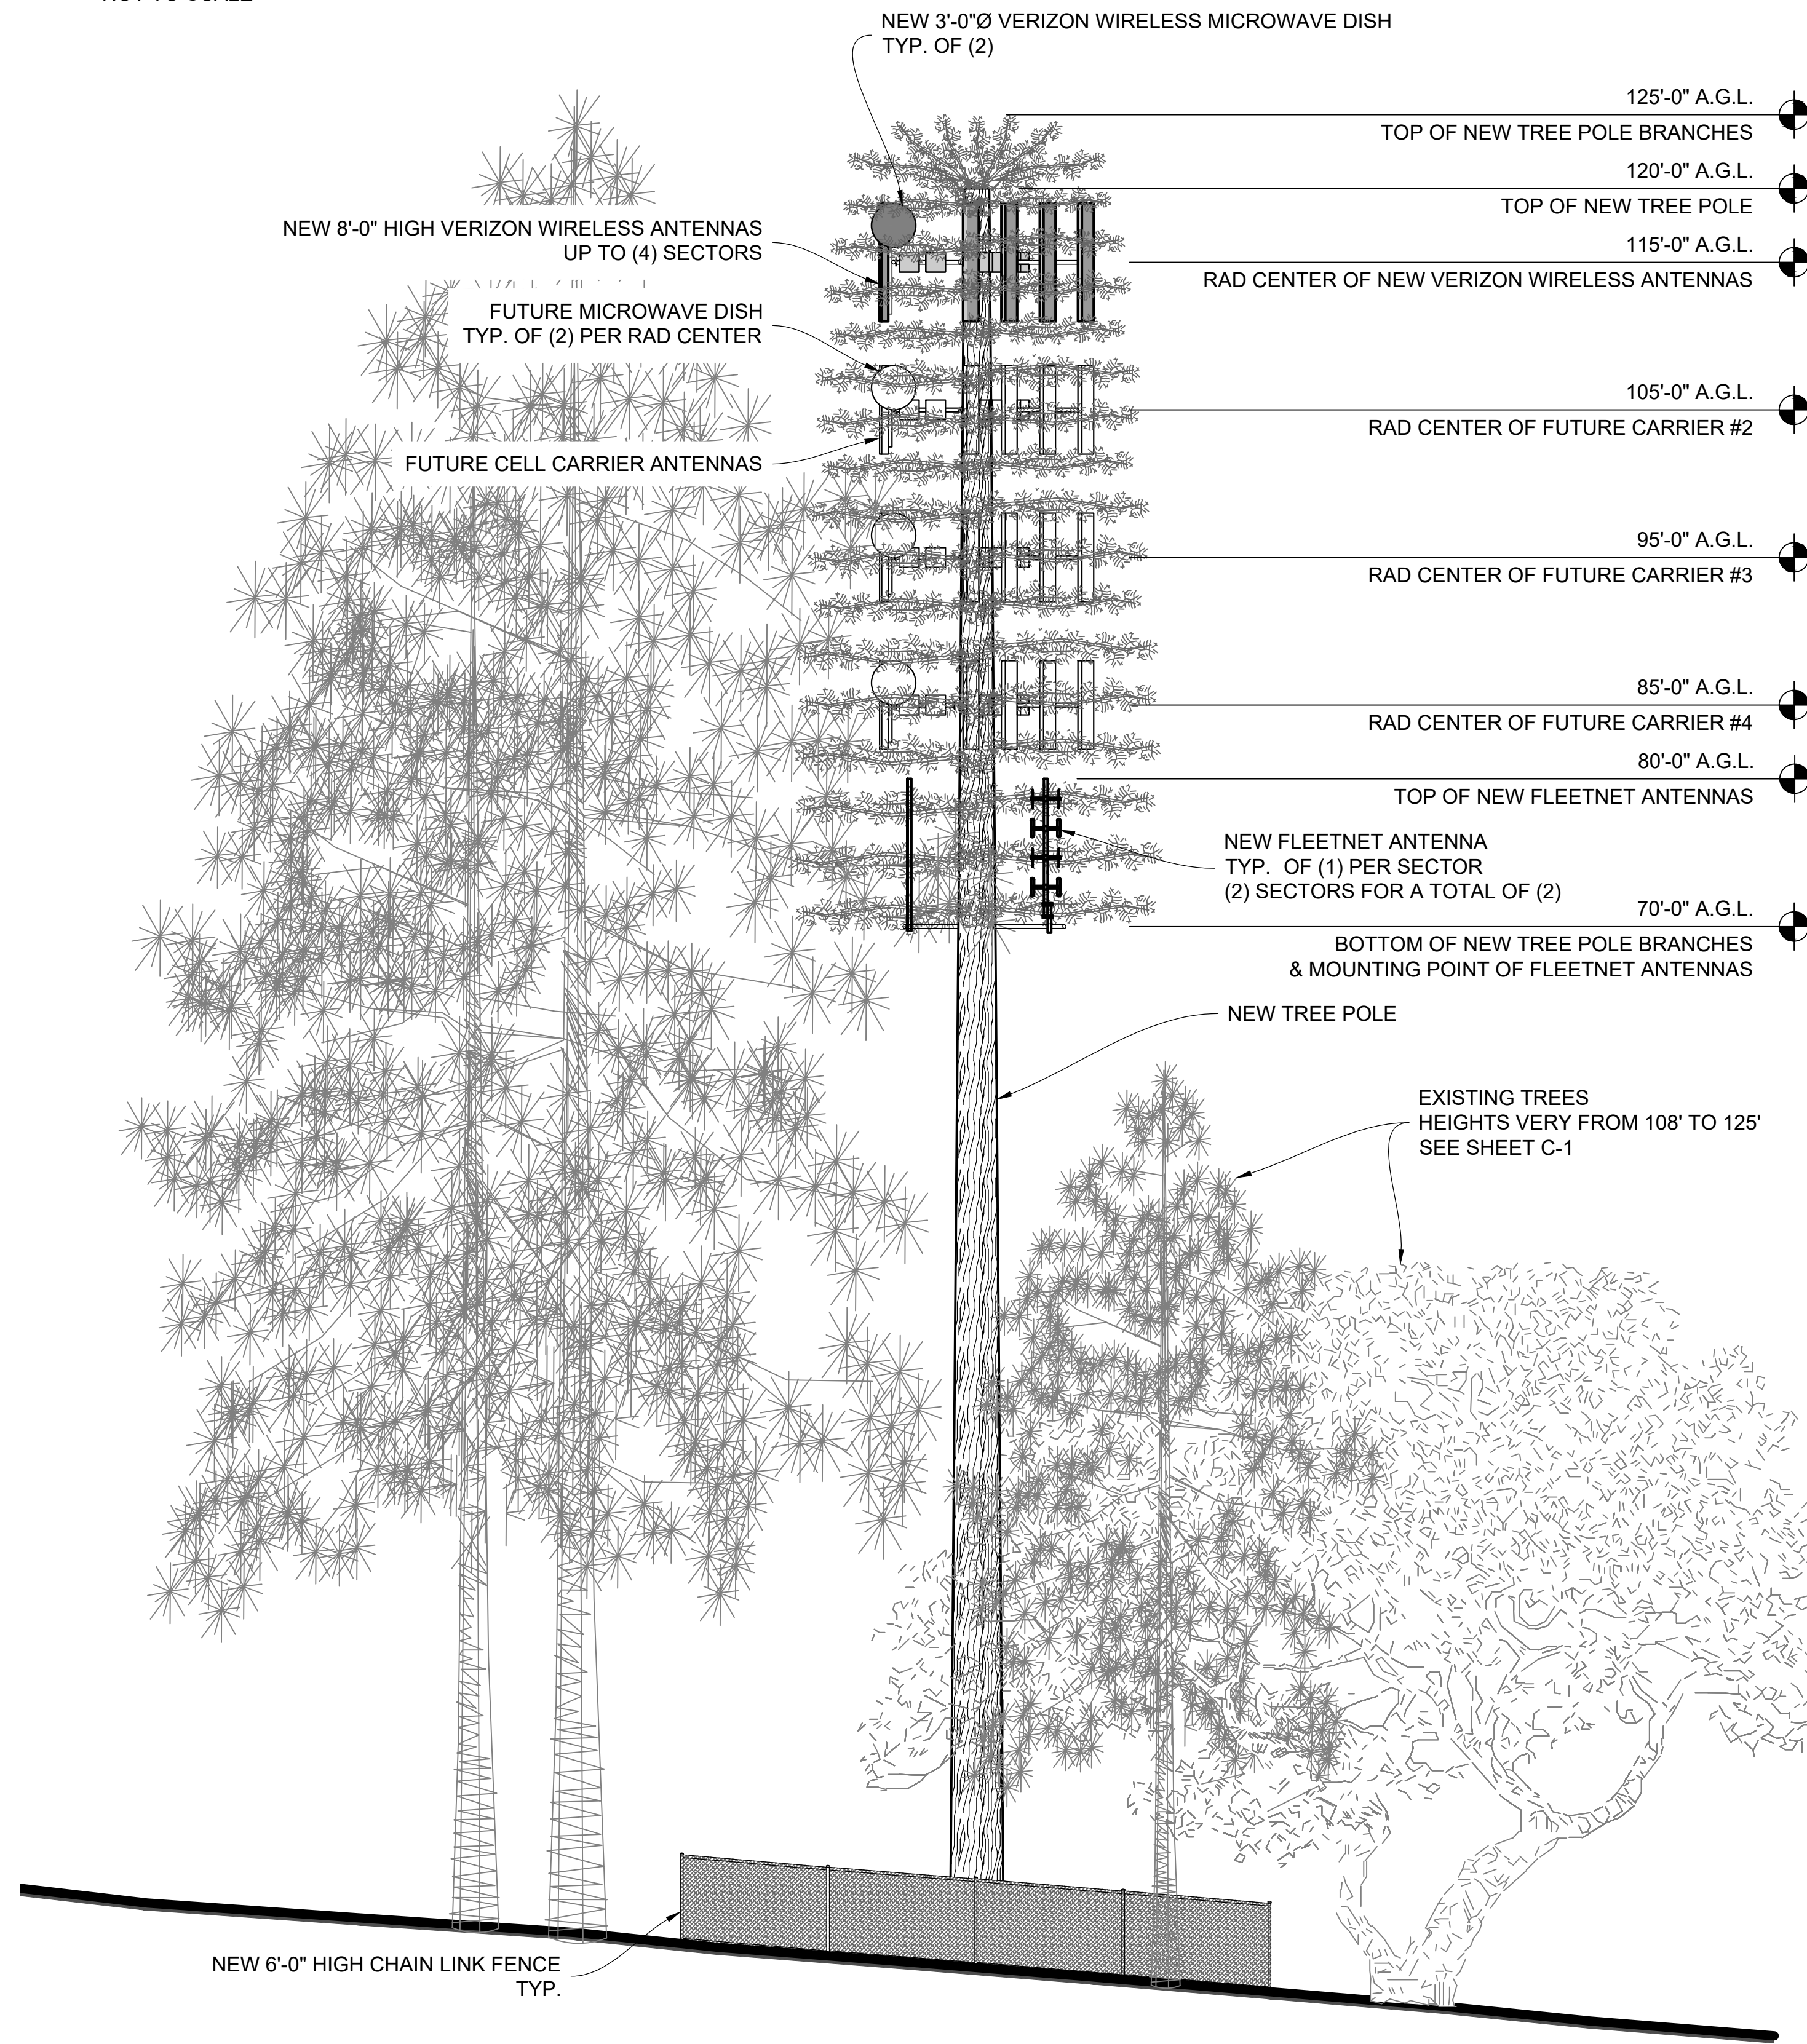 NEW 3'-0"Ø VERIZON WIRELESS MICROWAVE DISH
TYP. OF (2)
125'-0" A.G.L.
TOP OF NEW TREE POLE BRANCHES
120'-0" A.G.L.
TOP OF NEW TREE POLE
NEW 8'-0" HIGH VERIZON WIRELESS ANTENNAS
UP TO (4) SECTORS
115'-0" A.G.L.
RAD CENTER OF NEW VERIZON WIRELESS ANTENNAS
FUTURE MICROWAVE DISH
TYP. OF (2) PER RAD CENTER
105'-0" A.G.L.
RAD CENTER OF FUTURE CARRIER #2
FUTURE CELL CARRIER ANTENNAS
95'-0" A.G.L.
RAD CENTER OF FUTURE CARRIER #3
85'-0" A.G.L.
RAD CENTER OF FUTURE CARRIER #4
80'-0" A.G.L.
TOP OF NEW FLEETNET ANTENNAS
NEW FLEETNET ANTENNA
TYP. OF (1) PER SECTOR
(2) SECTORS FOR A TOTAL OF (2)
70'-0" A.G.L.
BOTTOM OF NEW TREE POLE BRANCHES
& MOUNTING POINT OF FLEETNET ANTENNAS
NEW TREE POLE
EXISTING TREES
HEIGHTS VERY FROM 108' TO 125'
SEE SHEET C-1
NEW 6'-0" HIGH CHAIN LINK FENCE
TYP.